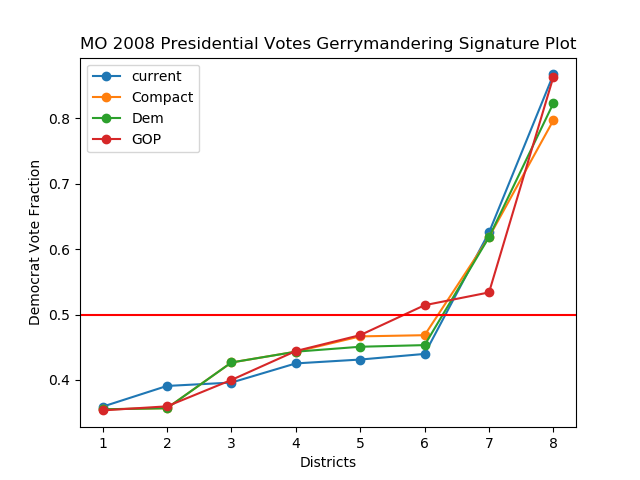 MO 2008 Presidential Votes Gerrymandering Signature Plot
current
Compact
Dem
GOP
Democrat Vote Fraction
0.8
0.7
0.6
0.5
0.4
1 2 3 4 5 6 7 8
Districts